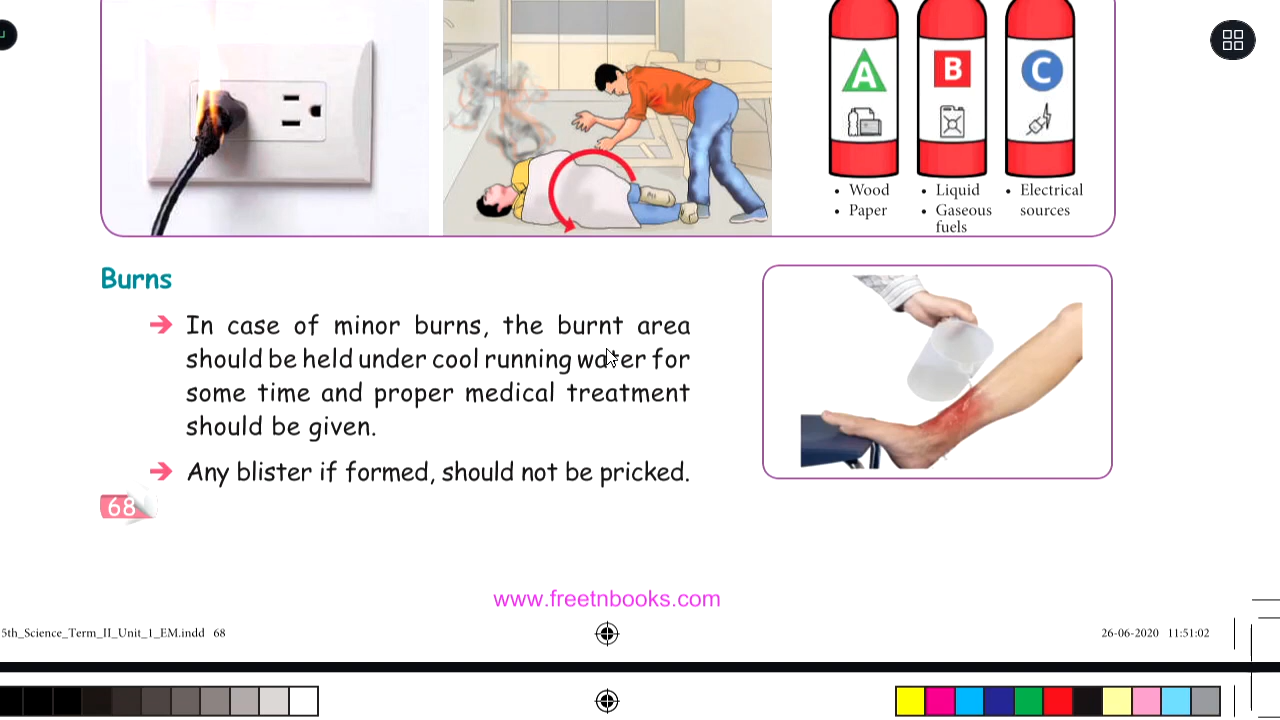 A
B
C
• Wood
• Paper
• Liquid
• Gaseous
fuels
• Electrical
sources
Burns
➔ In case of minor burns, the burnt area
should be held under cool running water for
some time and proper medical treatment
should be given.
➔ Any blister if formed, should not be pricked.
68
www.freetnbooks.com
5th_Science_Term_II_Unit_1_EM.indd 68
26-06-2020 11:51:02